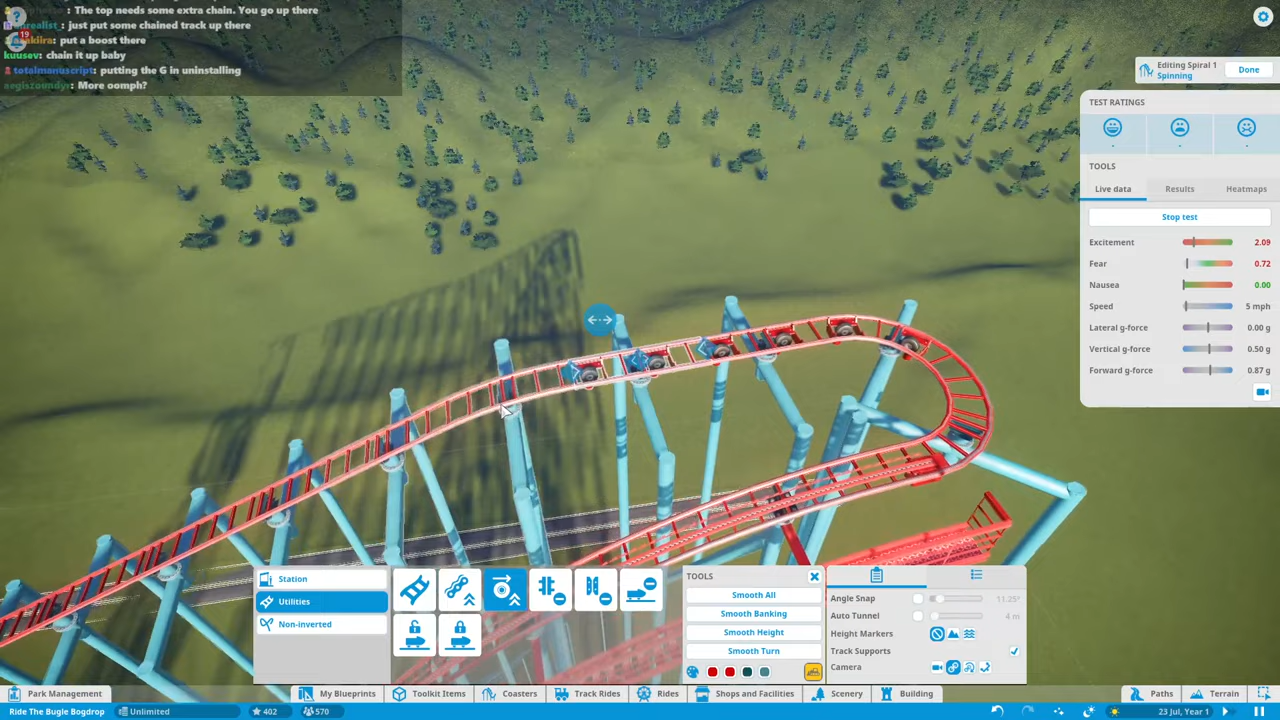 The top needs some extra chain. You go up there
: just put some chained track up there
19
: put a boost there
kuusev: chain it up baby
totalmanuscript: putting the G in uninstalling
: More oomph?
Editing Spiral 1
Spinning
Done
TEST RATINGS
- - -
TOOLS
Live data Results Heatmaps
Stop test
Excitement 2.09
Fear 0.72
Nausea 0.00
Speed 5 mph
Lateral g-force 0.00 g
Vertical g-force 0.50 g
Forward g-force 0.87 g
Station
Utilities
Non-inverted
TOOLS
Smooth All
Smooth Banking
Smooth Height
Smooth Turn
Angle Snap 11.25°
Auto Tunnel 4 m
Height Markers
Track Supports
Camera
Park Management My Blueprints Toolkit Items Coasters Track Rides Rides Shops and Facilities Scenery Building Paths Terrain
Ride The Bugle Bogdrop Unlimited 402 570 23 Jul, Year 1